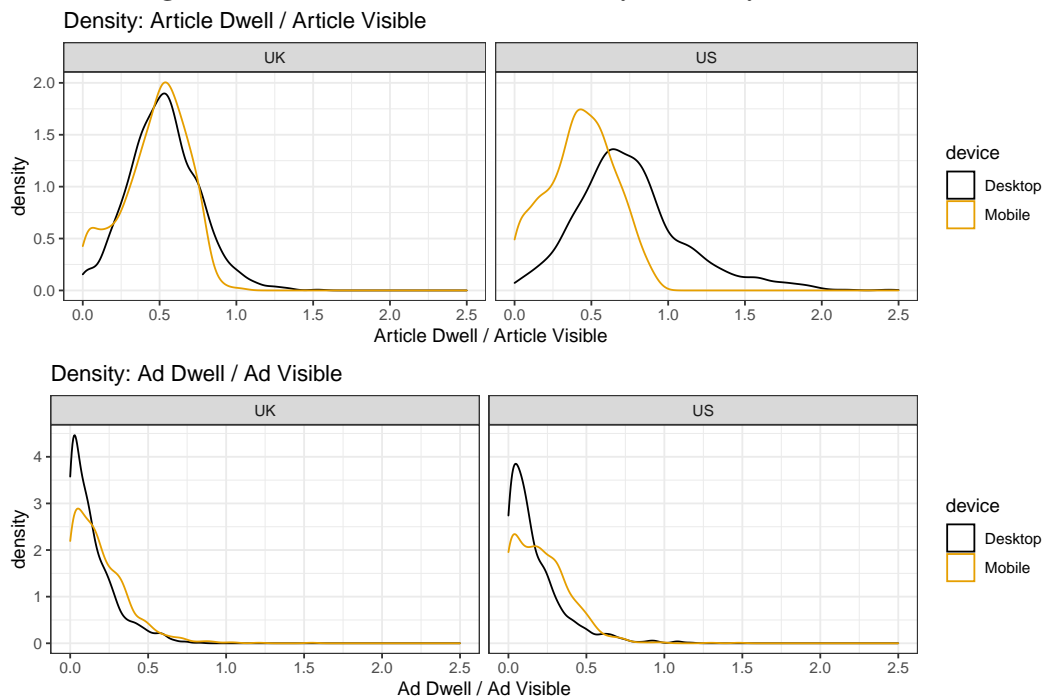 Density: Article Dwell / Article Visible
UK
US
density
2.0
1.5
1.0
0.5
0.0
0.0 0.5 1.0 1.5 2.0 2.5
0.0 0.5 1.0 1.5 2.0 2.5
Article Dwell / Article Visible
device
Desktop
Mobile
Density: Ad Dwell / Ad Visible
UK
US
density
4
3
2
1
0
0.0 0.5 1.0 1.5 2.0 2.5
0.0 0.5 1.0 1.5 2.0 2.5
Ad Dwell / Ad Visible
device
Desktop
Mobile